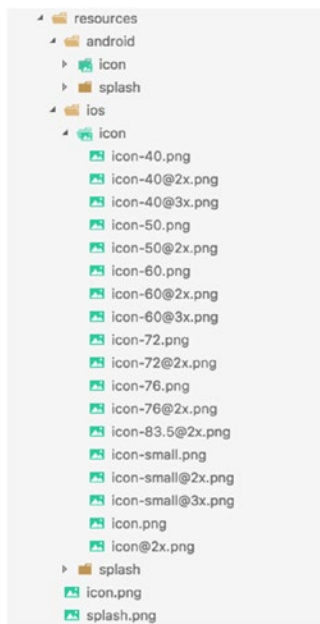 resources
android
icon
splash
ios
icon
icon-40.png
icon-40@2x.png
icon-40@3x.png
icon-50.png
icon-50@2x.png
icon-60.png
icon-60@2x.png
icon-60@3x.png
icon-72.png
icon-72@2x.png
icon-76.png
icon-76@2x.png
icon-83.5@2x.png
icon-small.png
icon-small@2x.png
icon-small@3x.png
icon.png
icon@2x.png
splash
icon.png
splash.png